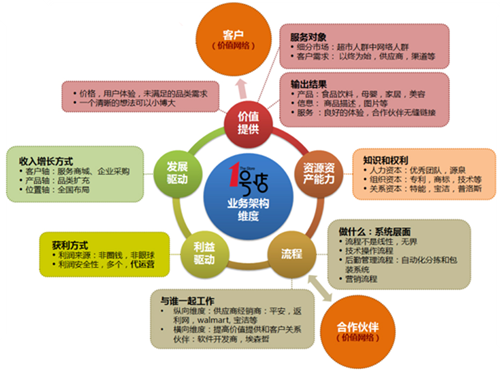 客户
（价值网络）
服务对象
• 细分市场：超市人群中网络人群
• 客户需求：以终为始，供应商，渠道等
输出结果
• 产品：食品饮料，母婴，家居，美容
• 信息：商品描述，图片等
• 服务：良好的体验，合作伙伴无缝链接
• 价格，用户体验，未满足的品类需求
• 一个清晰的想法可以小博大
价值
提供
收入增长方式
• 客户轴：服务商城、企业采购
• 产品轴：品类扩充
• 位置轴：全国布局
发展
驱动
1号店
业务架构
维度
资源资
产能力
知识和权利
• 人力资本：优秀团队，源泉
• 组织资本：专利，商标，技术等
• 关系资本：特能，宝洁，普洛斯
获利方式
• 利润来源：非圈钱，非眼球
• 利润安全性，多个，代运营
利益
驱动
流程
做什么：系统层面
• 流程不是线性，无界
• 技术操作流程
• 后勤管理流程：自动化分拣和包
装系统
• 营销流程
与谁一起工作
• 纵向维度：供应商经销商：平安，返
利网，walmart, 宝洁等
• 横向维度：提高价值提供和客户关系
伙伴：软件开发商，埃森哲
合作伙伴
（价值网络）